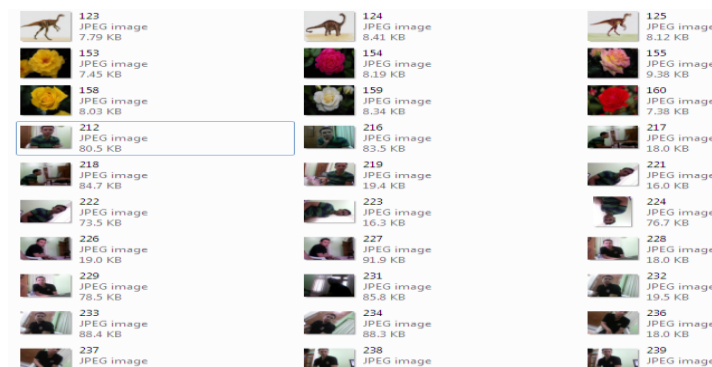 123
JPEG image
7.79 KB
124
JPEG image
8.41 KB
125
JPEG image
8.12 KB
153
JPEG image
7.45 KB
154
JPEG image
8.19 KB
155
JPEG image
9.38 KB
158
JPEG image
8.03 KB
159
JPEG image
8.34 KB
160
JPEG image
7.38 KB
212
JPEG image
80.5 KB
216
JPEG image
83.5 KB
217
JPEG image
18.0 KB
218
JPEG image
84.7 KB
219
JPEG image
19.4 KB
221
JPEG image
16.0 KB
222
JPEG image
73.5 KB
223
JPEG image
16.3 KB
224
JPEG image
76.7 KB
226
JPEG image
19.0 KB
227
JPEG image
91.9 KB
228
JPEG image
18.0 KB
229
JPEG image
78.5 KB
231
JPEG image
85.8 KB
232
JPEG image
19.5 KB
233
JPEG image
88.4 KB
234
JPEG image
88.3 KB
236
JPEG image
18.0 KB
237
JPEG image
238
JPEG image
239
JPEG image